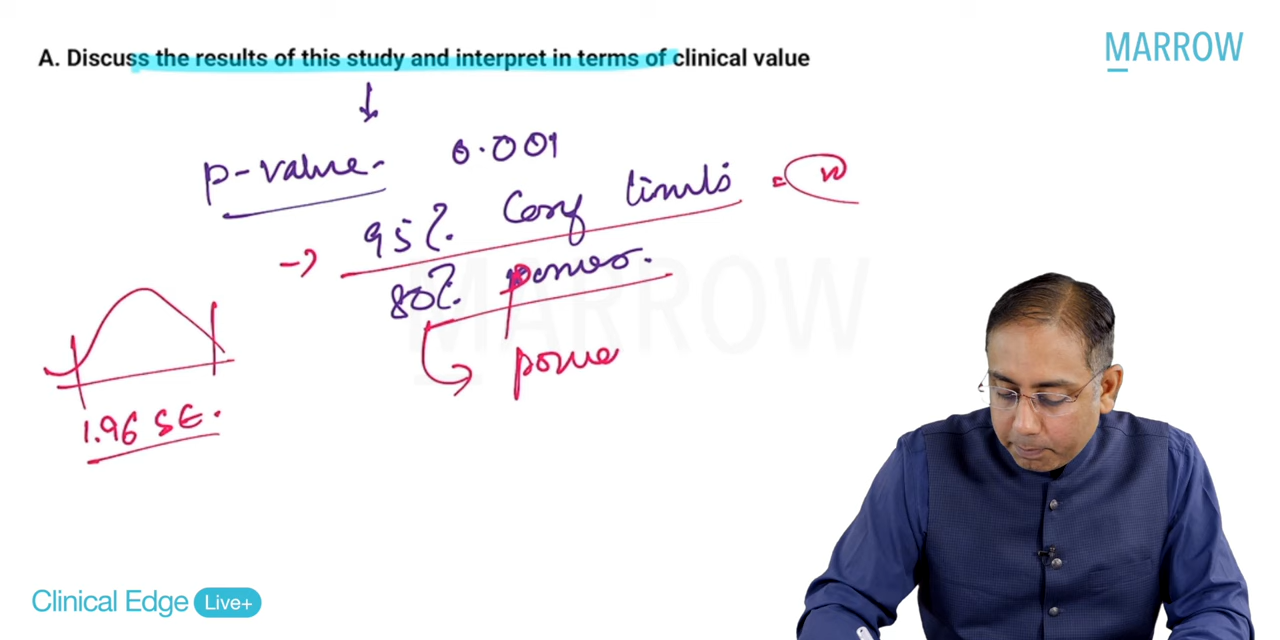 A. Discuss the results of this study and interpret in terms of clinical value
MARROW
p-value- 0.001
95% Conf limits =
80% power.
MARROW
power
1.96 SE.
Clinical Edge Live+